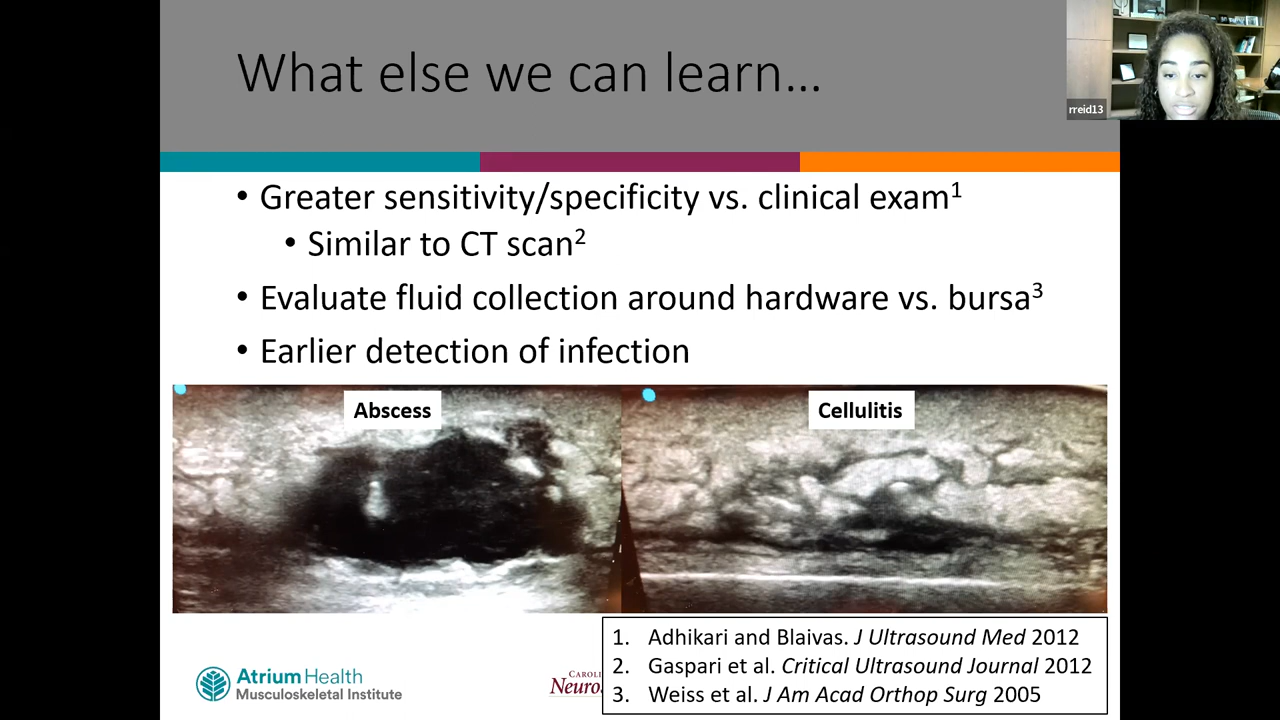 What else we can learn…
rreid13
• Greater sensitivity/specificity vs. clinical exam¹
• Similar to CT scan²
• Evaluate fluid collection around hardware vs. bursa³
• Earlier detection of infection
Abscess
Cellulitis
1. Adhikari and Blaivas. J Ultrasound Med 2012
2. Gaspari et al. Critical Ultrasound Journal 2012
3. Weiss et al. J Am Acad Orthop Surg 2005
Atrium Health
Musculoskeletal Institute